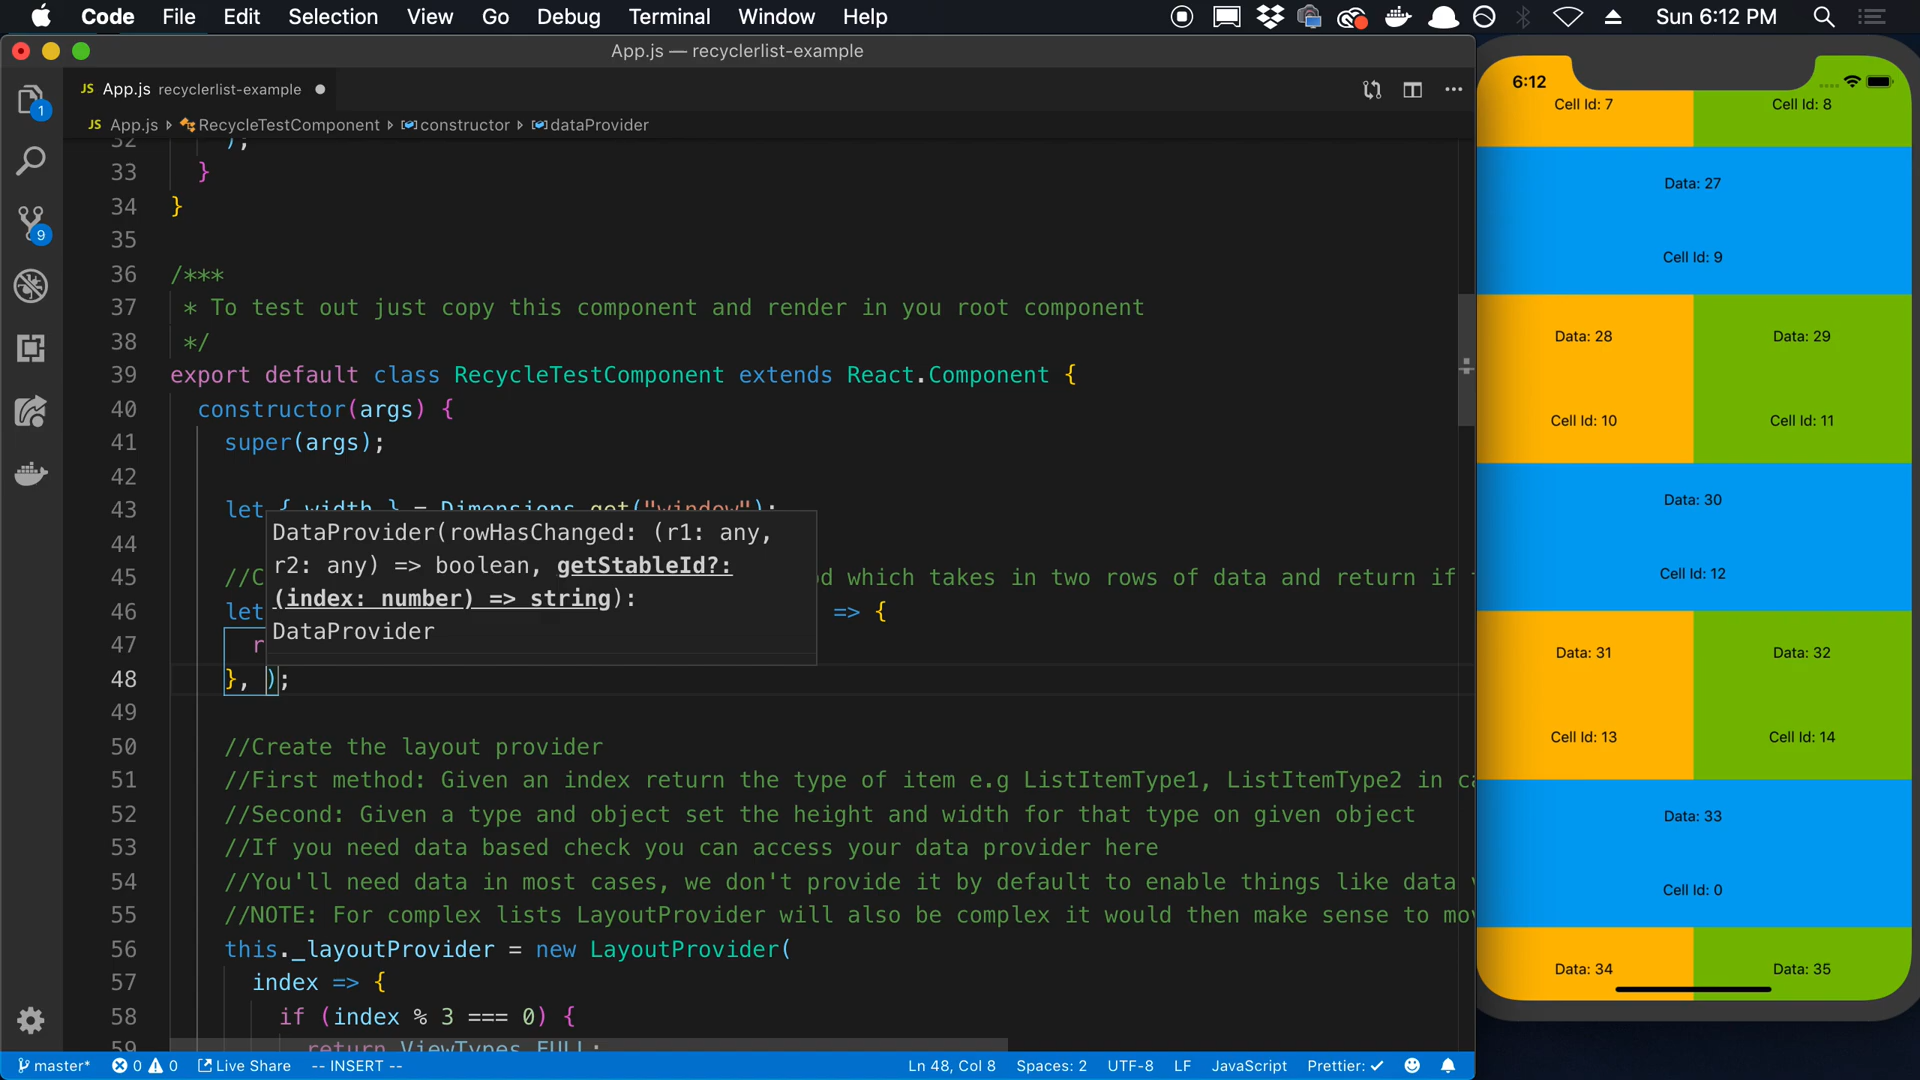 Code File Edit Selection View Go Debug Terminal Window Help Sun 6:12 PM
App.js — recyclerlist-example
JS App.js recyclerlist-example
JS App.js RecycleTestComponent constructor dataProvider
32 );
33 }
34 }
35
36 /***
37 * To test out just copy this component and render in you root component
38 */
39 export default class RecycleTestComponent extends React.Component {
40 constructor(args) {
41 super(args);
42
43 let { width } = Dimensions.get("window");
44
DataProvider(rowHasChanged: (r1: any,
r2: any) => boolean, getStableId?:
(index: number) => string):
DataProvider
45 //C d which takes in two rows of data and return if
46 let => {
47 r
48 }, );
49
50 //Create the layout provider
51 //First method: Given an index return the type of item e.g ListItemType1, ListItemType2 in ca
52 //Second: Given a type and object set the height and width for that type on given object
53 //If you need data based check you can access your data provider here
54 //You'll need data in most cases, we don't provide it by default to enable things like data
55 //NOTE: For complex lists LayoutProvider will also be complex it would then make sense to mov
56 this._layoutProvider = new LayoutProvider(
57 index => {
58 if (index % 3 === 0) {
59 return ViewTypes.FULL;
1
9
master* 0 0 Live Share -- INSERT -- Ln 48, Col 8 Spaces: 2 UTF-8 LF JavaScript Prettier: ✓
6:12
Cell Id: 7 Cell Id: 8
Data: 27
Cell Id: 9
Data: 28 Data: 29
Cell Id: 10 Cell Id: 11
Data: 30
Cell Id: 12
Data: 31 Data: 32
Cell Id: 13 Cell Id: 14
Data: 33
Cell Id: 0
Data: 34 Data: 35